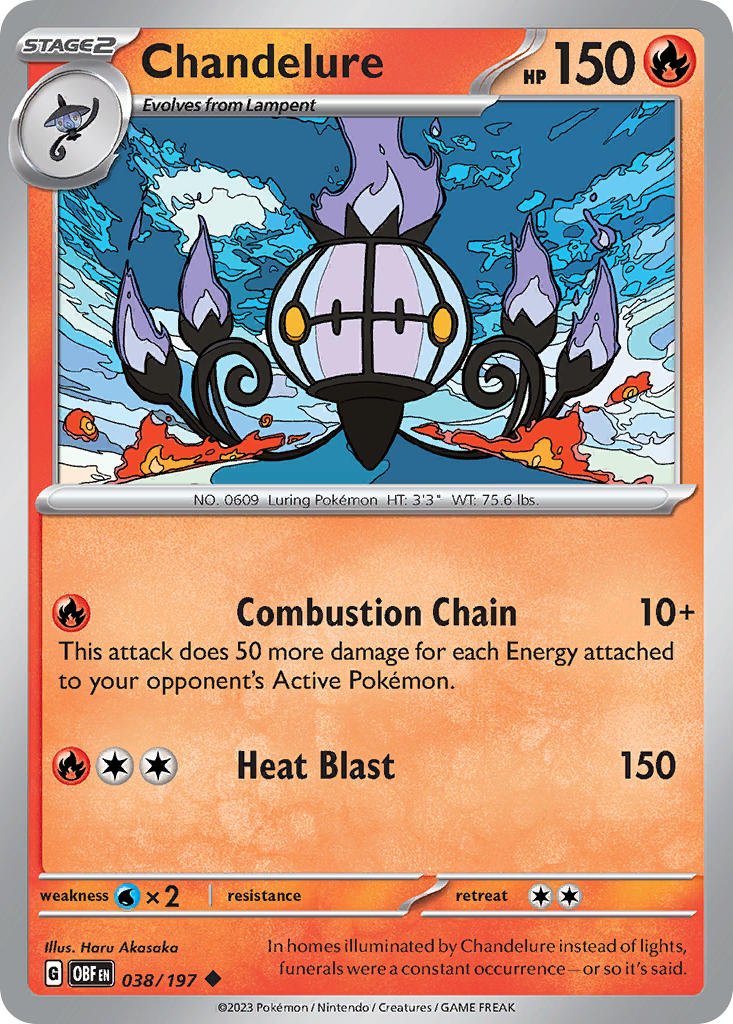 STAGE2
Chandelure
HP 150
Evolves from Lampent
NO. 0609 Luring Pokémon HT: 3'3" WT: 75.6 lbs.
Combustion Chain 10+
This attack does 50 more damage for each Energy attached
to your opponent's Active Pokémon.
Heat Blast 150
weakness ×2 resistance retreat
Illus. Haru Akasaka
G OBF EN 038/197
In homes illuminated by Chandelure instead of lights,
funerals were a constant occurrence—or so it's said.
©2023 Pokémon / Nintendo / Creatures / GAME FREAK